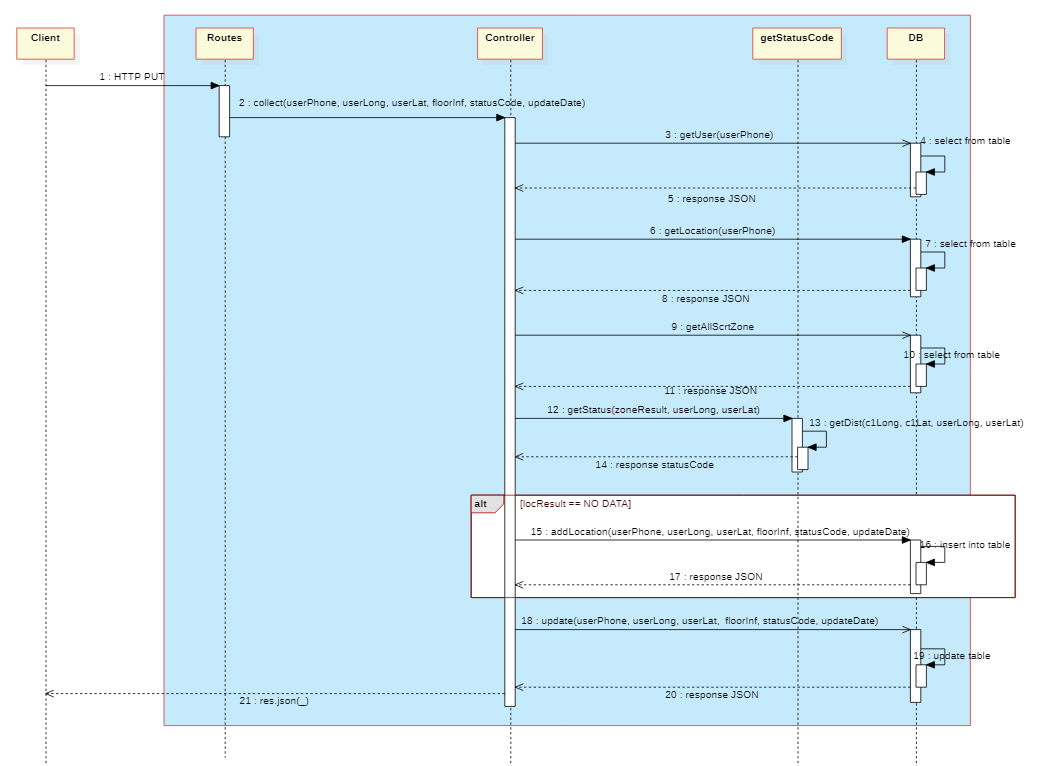 Client
Routes
Controller
getStatusCode
DB
1 : HTTP PUT
2 : collect(userPhone, userLong, userLat, floorInf, statusCode, updateDate)
3 : getUser(userPhone)
4 : select from table
5 : response JSON
6 : getLocation(userPhone)
7 : select from table
8 : response JSON
9 : getAllScrtZone
10 : select from table
11 : response JSON
12 : getStatus(zoneResult, userLong, userLat)
13 : getDist(c1Long, c1Lat, userLong, userLat)
14 : response statusCode
alt
[locResult == NO DATA]
15 : addLocation(userPhone, userLong, userLat, floorInf, statusCode, updateDate)
16 : insert into table
17 : response JSON
18 : update(userPhone, userLong, userLat, floorInf, statusCode, updateDate)
19 : update table
20 : response JSON
21 : res.json(_)